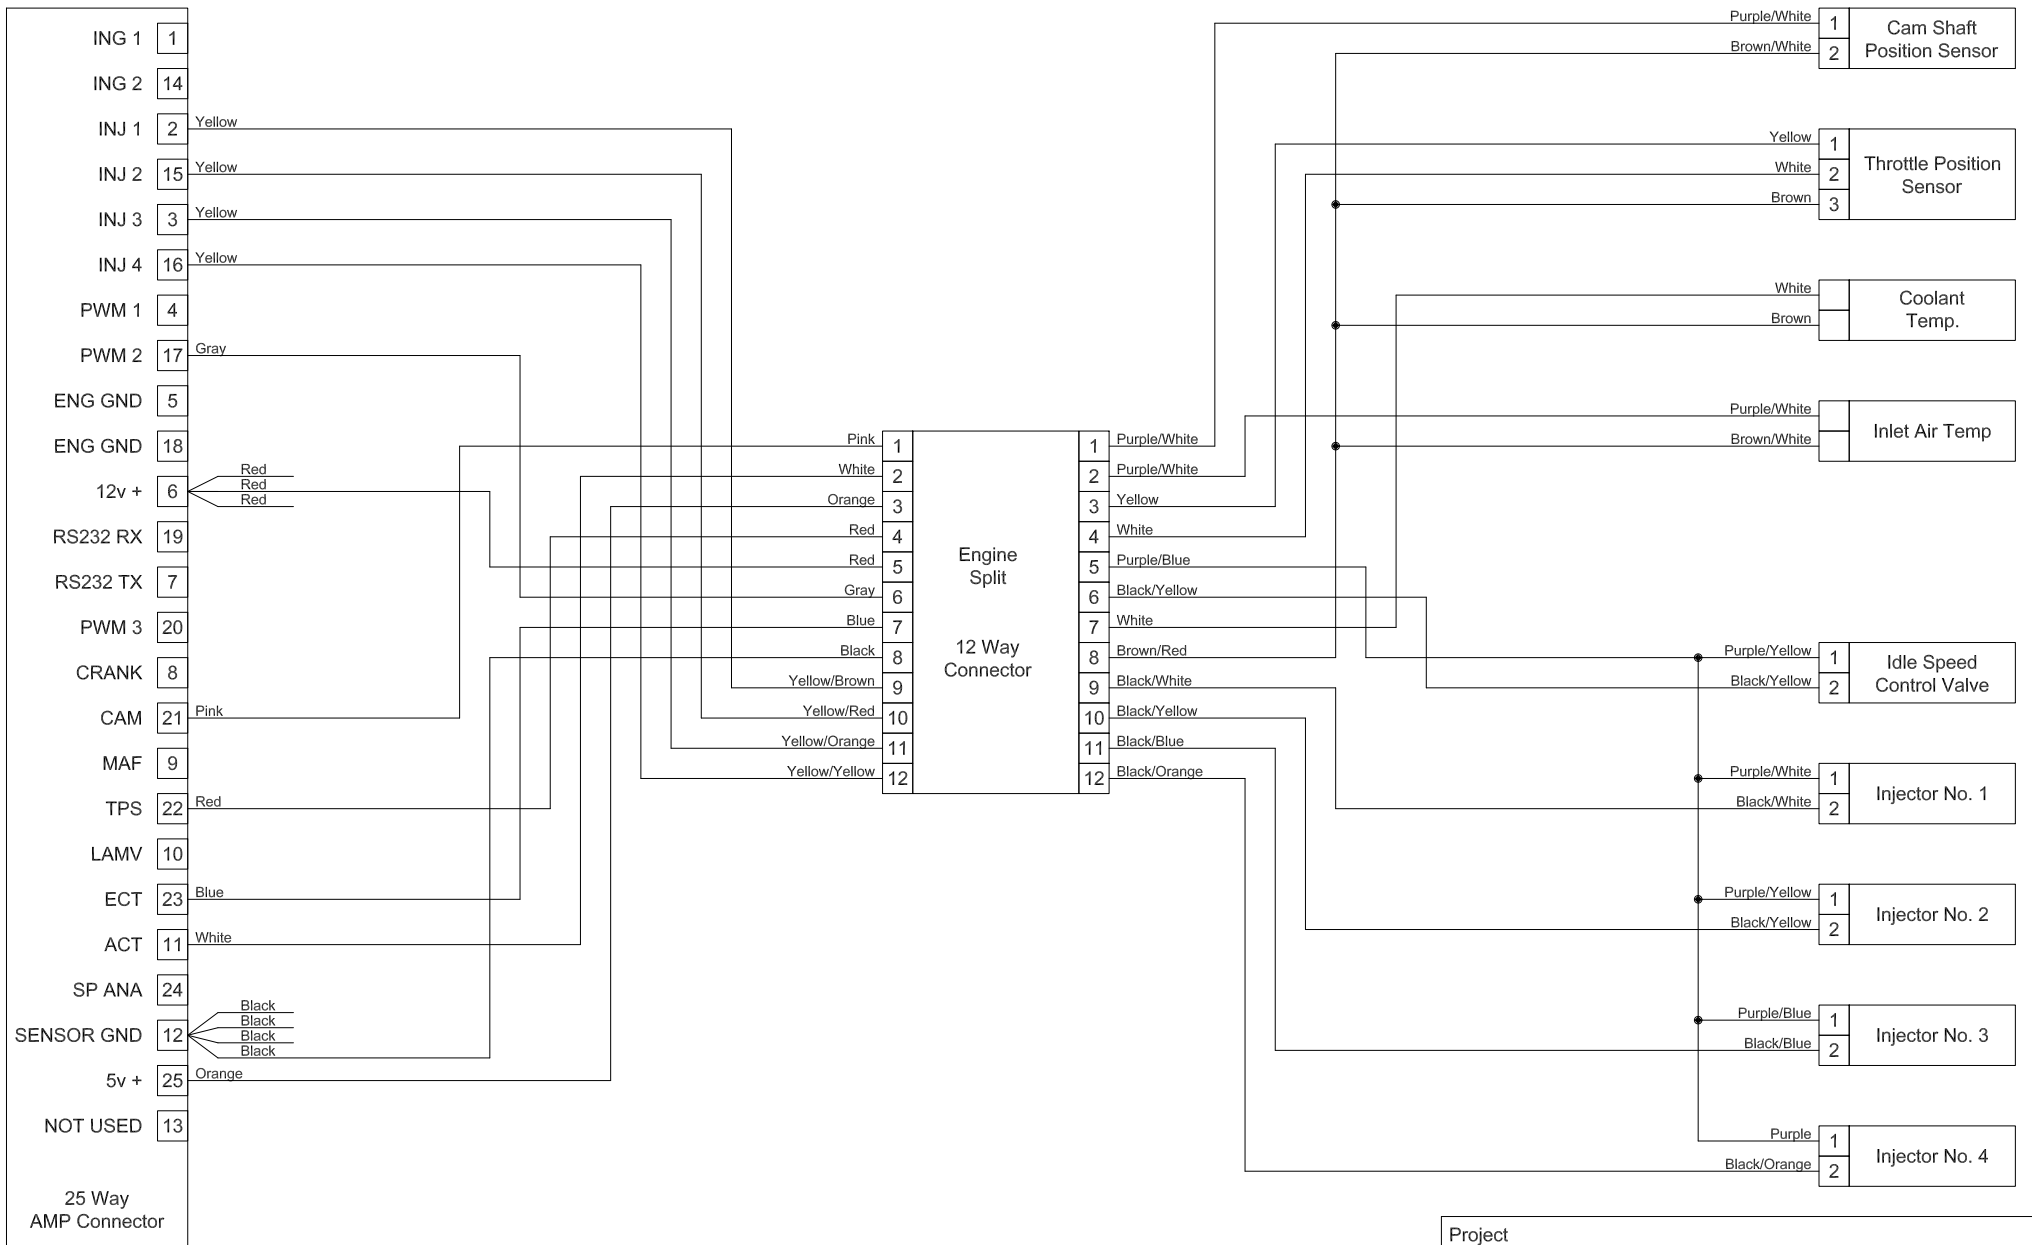 ING 1 1
ING 2 14
INJ 1 2 Yellow
INJ 2 15 Yellow
INJ 3 3 Yellow
INJ 4 16 Yellow
PWM 1 4
PWM 2 17 Gray
ENG GND 5
ENG GND 18
Red
12v + 6 Red
Red
RS232 RX 19
RS232 TX 7
PWM 3 20
CRANK 8
CAM 21 Pink
MAF 9
TPS 22 Red
LAMV 10
ECT 23 Blue
ACT 11 White
SP ANA 24
Black
Black
SENSOR GND 12
Black
Black
5v + 25 Orange
NOT USED 13
25 Way
AMP Connector
Pink 1
White 2
Orange 3
Red 4
Red 5
Gray 6
Blue 7
Black 8
Yellow/Brown 9
Yellow/Red 10
Yellow/Orange 11
Yellow/Yellow 12
Engine
Split
12 Way
Connector
1 Purple/White
2 Purple/White
3 Yellow
4 White
5 Purple/Blue
6 Black/Yellow
7 White
8 Brown/Red
9 Black/White
10 Black/Yellow
11 Black/Blue
12 Black/Orange
Purple/White 1
Brown/White 2
Cam Shaft
Position Sensor
Yellow 1
White 2
Brown 3
Throttle Position
Sensor
White
Brown
Coolant
Temp.
Purple/White
Brown/White
Inlet Air Temp
Purple/Yellow 1
Black/Yellow 2
Idle Speed
Control Valve
Purple/White 1
Black/White 2
Injector No. 1
Purple/Yellow 1
Black/Yellow 2
Injector No. 2
Purple/Blue 1
Black/Blue 2
Injector No. 3
Purple 1
Black/Orange 2
Injector No. 4
Project